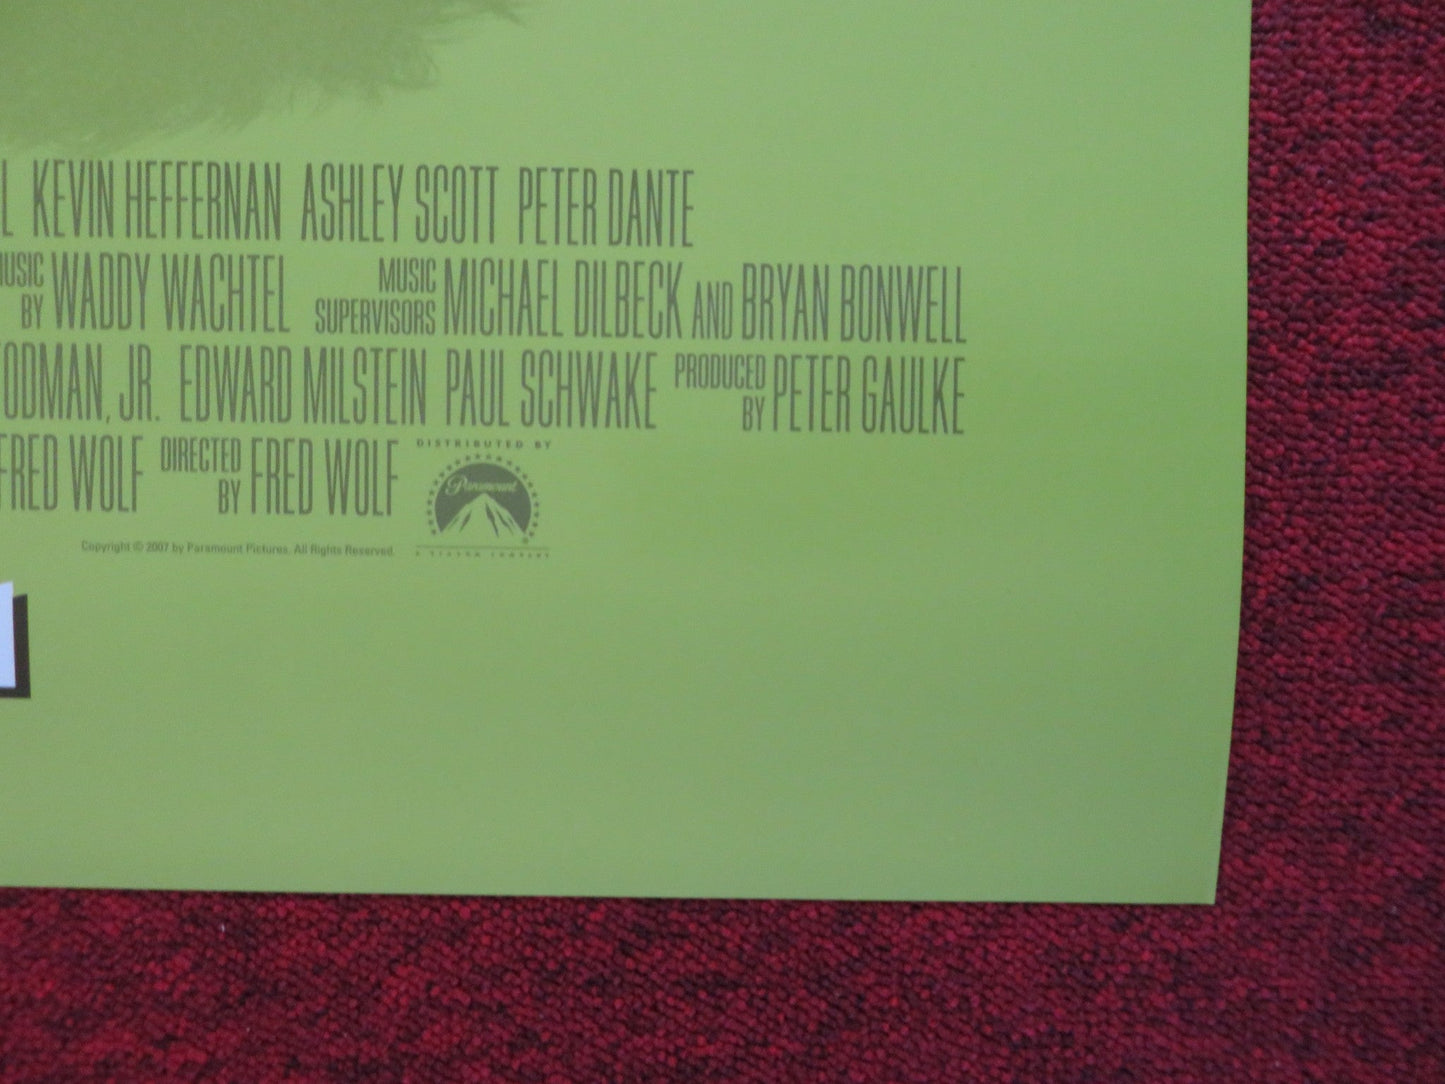 KEVIN HEFFERNAN ASHLEY SCOTT PETER DANTE
MUSIC BY WADDY WACHTEL MUSIC SUPERVISORS MICHAEL DILBECK AND BRYAN BONWELL
ODMAN, JR. EDWARD MILSTEIN PAUL SCHWAKE PRODUCED BY PETER GAULKE
FRED WOLF DIRECTED BY FRED WOLF
DISTRIBUTED BY
Paramount
A VIACOM COMPANY
Copyright © 2007 by Paramount Pictures. All Rights Reserved.